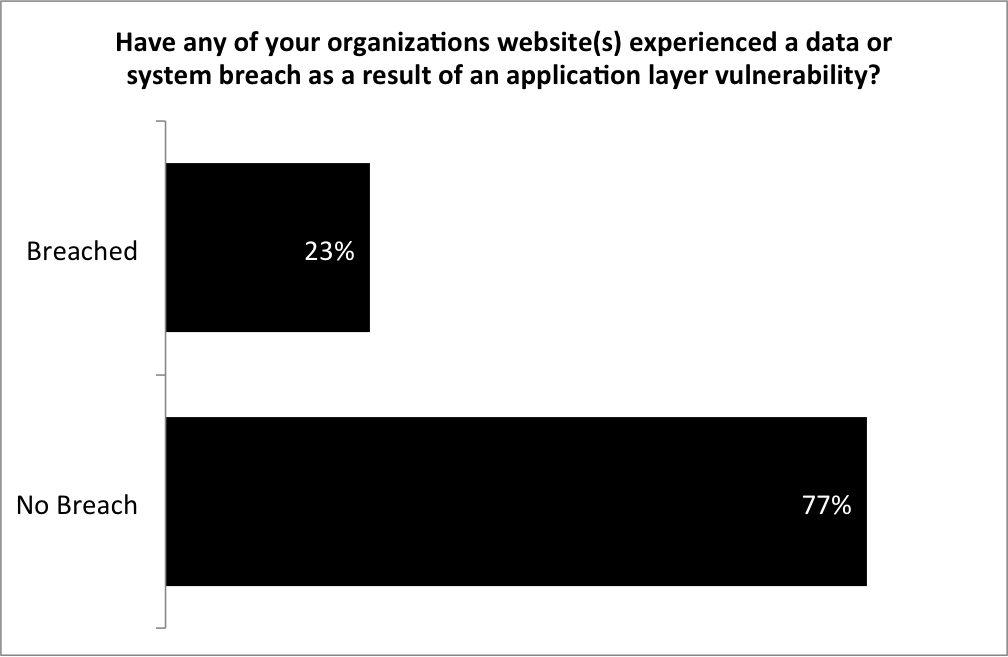 Have any of your organizations website(s) experienced a data or
system breach as a result of an application layer vulnerability?
Breached
23%
No Breach
77%